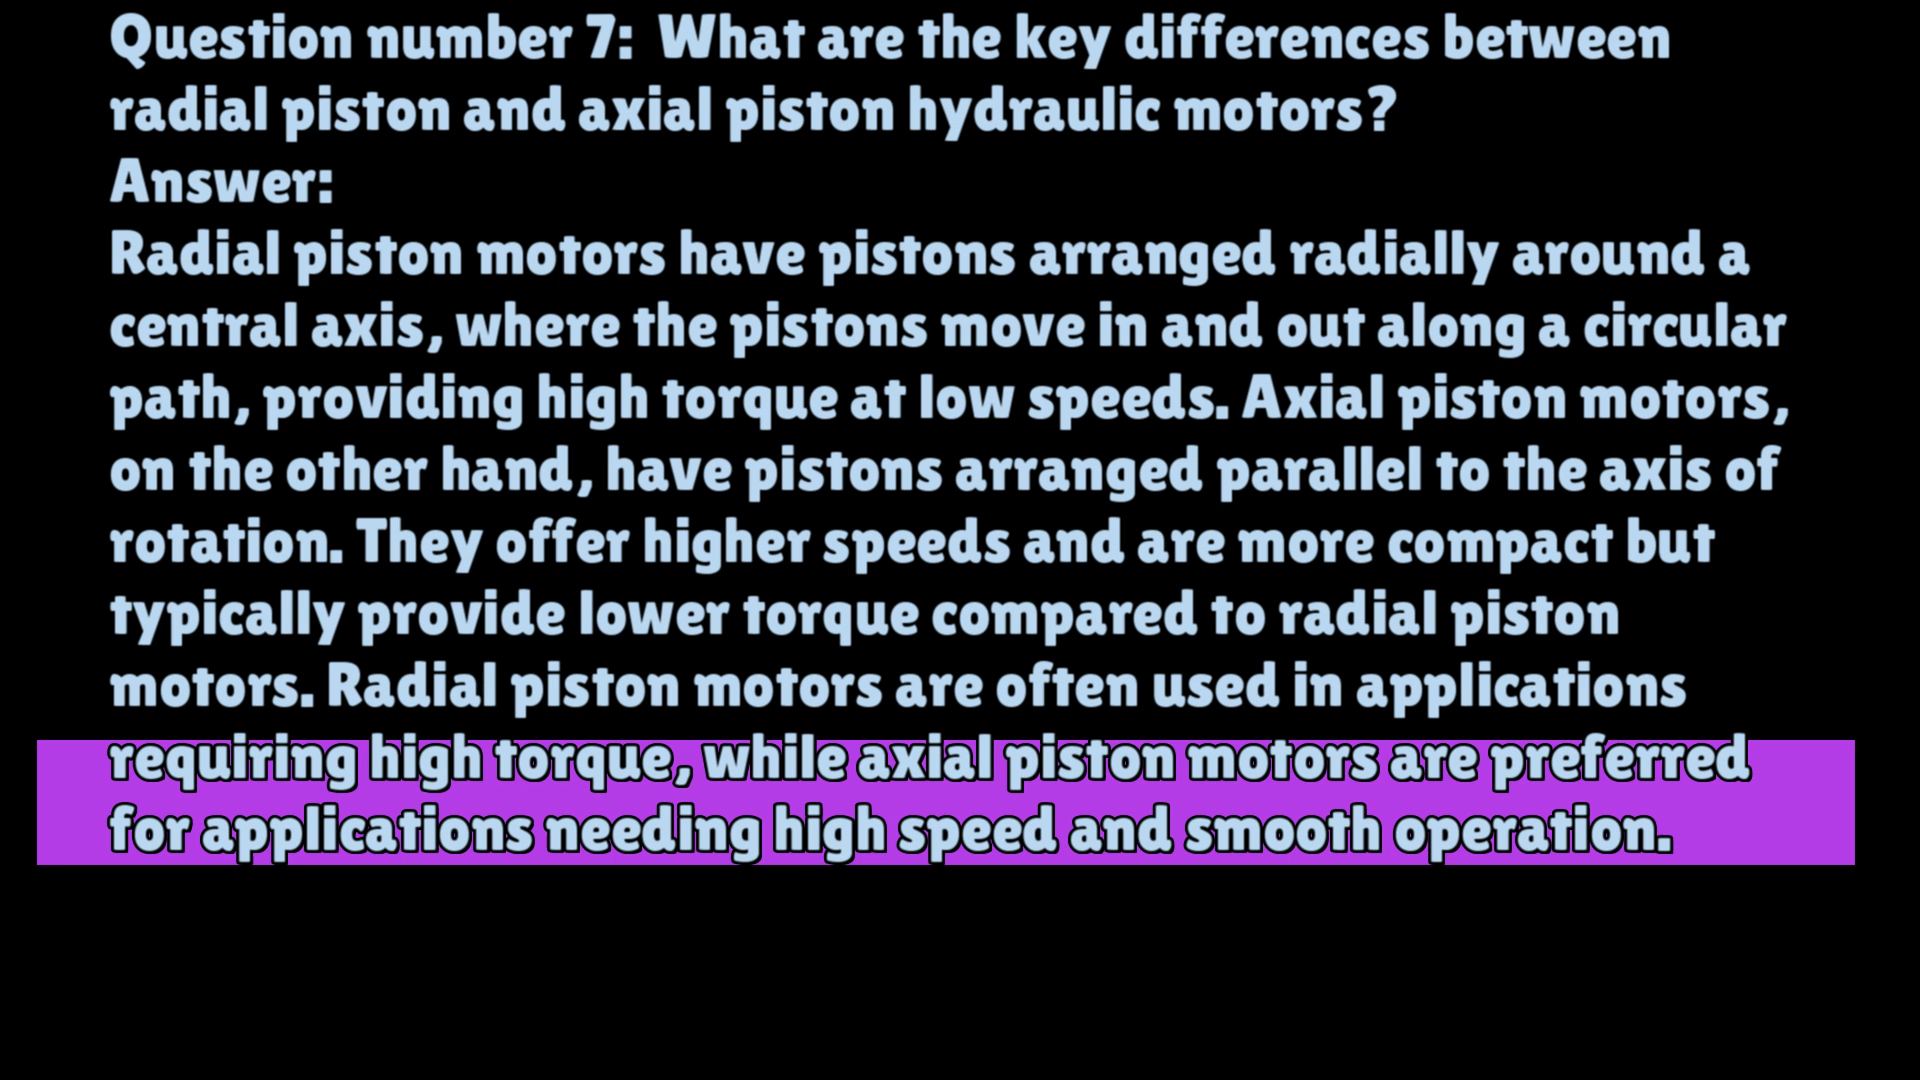 Question number 7:  What are the key differences between
radial piston and axial piston hydraulic motors?
Answer:
Radial piston motors have pistons arranged radially around a
central axis, where the pistons move in and out along a circular
path, providing high torque at low speeds. Axial piston motors,
on the other hand, have pistons arranged parallel to the axis of
rotation. They offer higher speeds and are more compact but
typically provide lower torque compared to radial piston
motors. Radial piston motors are often used in applications
requiring high torque, while axial piston motors are preferred
for applications needing high speed and smooth operation.